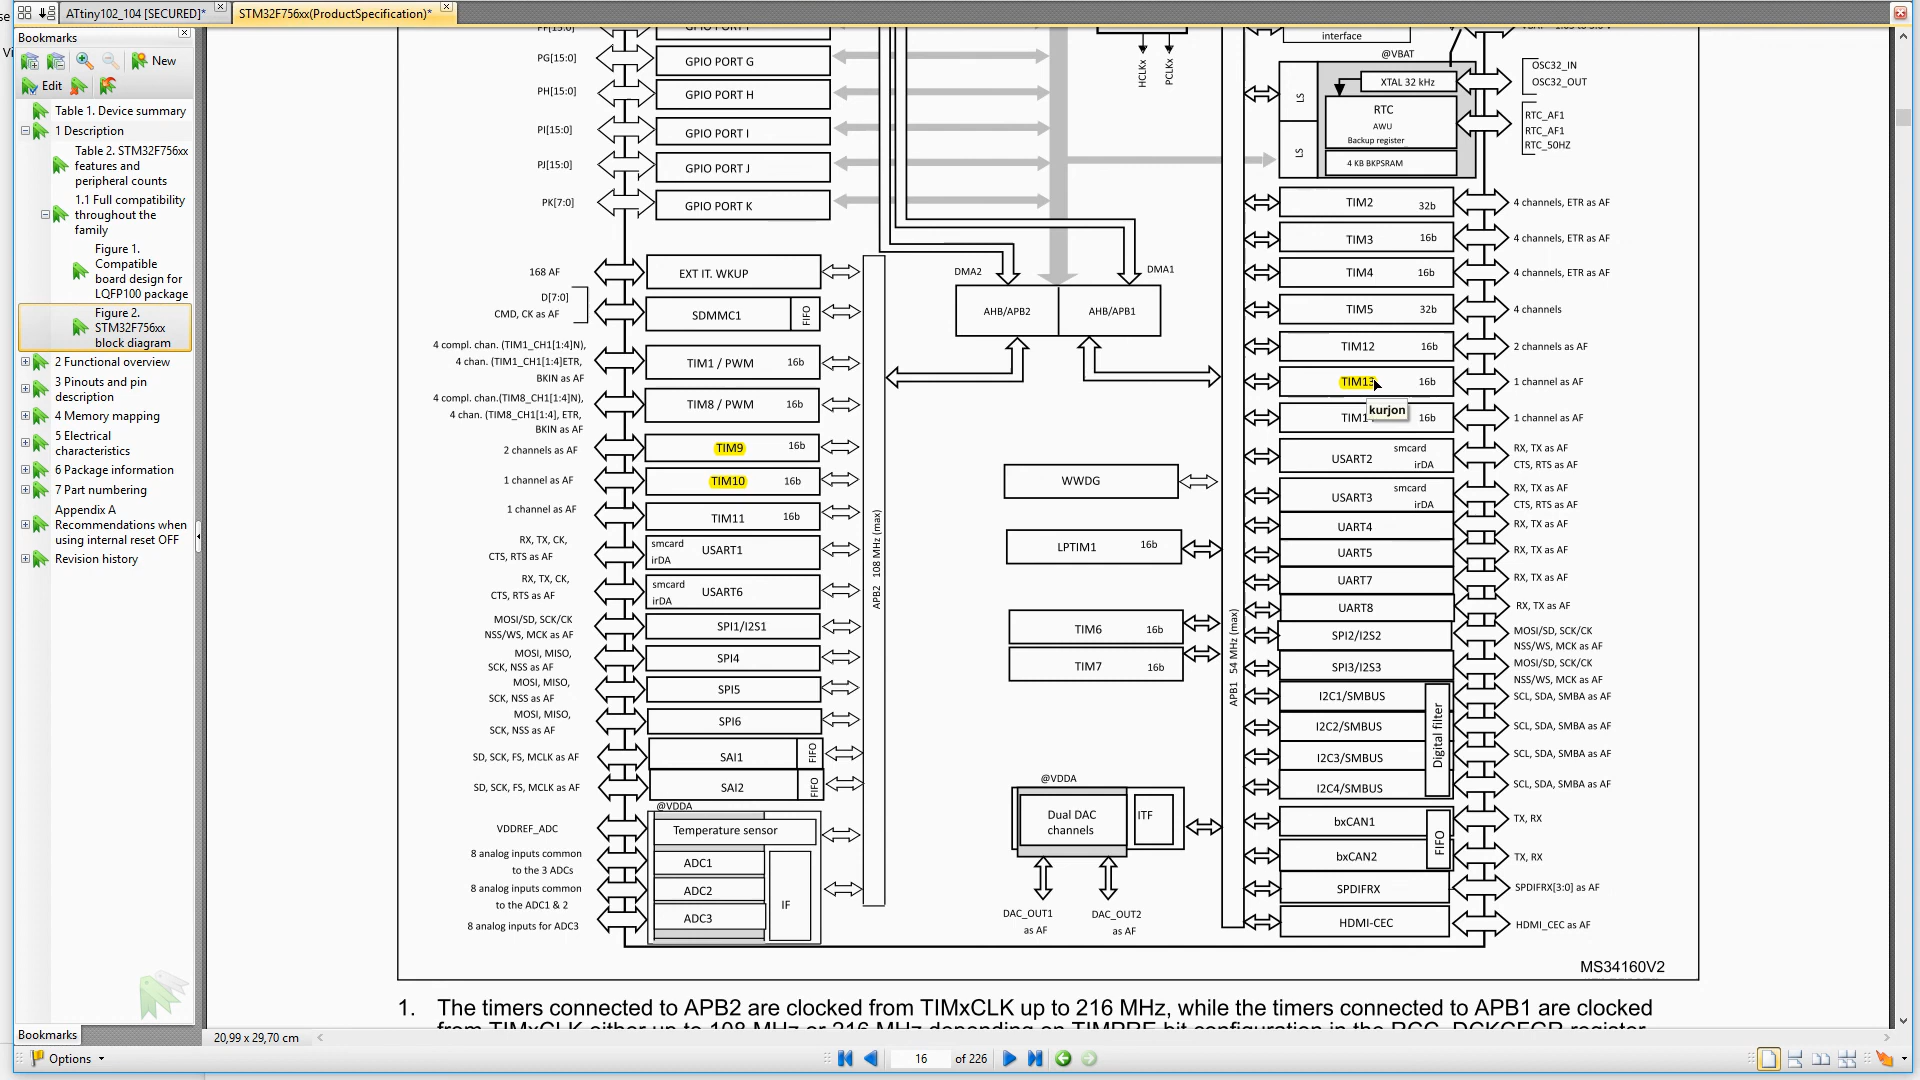 ATtiny102_104 [SECURED]*
STM32F756xx(ProductSpecification)*
Bookmarks
New
Edit
Table 1. Device summary
1 Description
Table 2. STM32F756xx
features and
peripheral counts
1.1 Full compatibility
throughout the
family
Figure 1.
Compatible
board design for
LQFP100 package
Figure 2.
STM32F756xx
block diagram
2 Functional overview
3 Pinouts and pin
description
4 Memory mapping
5 Electrical
characteristics
6 Package information
7 Part numbering
Appendix A
Recommendations when
using internal reset OFF
Revision history
Bookmarks
Options
PG[15:0]
GPIO PORT G
PH[15:0]
GPIO PORT H
PI[15:0]
GPIO PORT I
PJ[15:0]
GPIO PORT J
PK[7:0]
GPIO PORT K
168 AF
EXT IT. WKUP
D[7:0]
CMD, CK as AF
SDMMC1
FIFO
4 compl. chan. (TIM1_CH1[1:4]N),
4 chan. (TIM1_CH1[1:4]ETR,
BKIN as AF
TIM1 / PWM 16b
4 compl. chan.(TIM8_CH1[1:4]N),
4 chan. (TIM8_CH1[1:4], ETR,
BKIN as AF
TIM8 / PWM 16b
2 channels as AF
TIM9 16b
1 channel as AF
TIM10 16b
1 channel as AF
TIM11 16b
RX, TX, CK,
CTS, RTS as AF
smcard
irDA
USART1
RX, TX, CK,
CTS, RTS as AF
smcard
irDA
USART6
MOSI/SD, SCK/CK
NSS/WS, MCK as AF
SPI1/I2S1
MOSI, MISO,
SCK, NSS as AF
SPI4
MOSI, MISO,
SCK, NSS as AF
SPI5
MOSI, MISO,
SCK, NSS as AF
SPI6
SD, SCK, FS, MCLK as AF
SAI1
FIFO
SD, SCK, FS, MCLK as AF
SAI2
FIFO
@VDDA
VDDREF_ADC
Temperature sensor
8 analog inputs common
to the 3 ADCs
ADC1
8 analog inputs common
to the ADC1 & 2
ADC2
8 analog inputs for ADC3
ADC3
IF
APB2 108 MHz (max)
HCLKx
PCLKx
DMA2
DMA1
AHB/APB2
AHB/APB1
WWDG
LPTIM1 16b
TIM6 16b
TIM7 16b
@VDDA
Dual DAC
channels
ITF
DAC_OUT1
as AF
DAC_OUT2
as AF
APB1 54 MHz (max)
interface
@VBAT
LS
LS
XTAL 32 kHz
RTC
AWU
Backup register
4 KB BKPSRAM
OSC32_IN
OSC32_OUT
RTC_AF1
RTC_AF1
RTC_50HZ
TIM2 32b
4 channels, ETR as AF
TIM3 16b
4 channels, ETR as AF
TIM4 16b
4 channels, ETR as AF
TIM5 32b
4 channels
TIM12 16b
2 channels as AF
TIM13 16b
1 channel as AF
kurjon
TIM1 16b
1 channel as AF
USART2
smcard
irDA
RX, TX as AF
CTS, RTS as AF
USART3
smcard
irDA
RX, TX as AF
CTS, RTS as AF
UART4
RX, TX as AF
UART5
RX, TX as AF
UART7
RX, TX as AF
UART8
RX, TX as AF
SPI2/I2S2
MOSI/SD, SCK/CK
NSS/WS, MCK as AF
SPI3/I2S3
MOSI/SD, SCK/CK
NSS/WS, MCK as AF
I2C1/SMBUS
SCL, SDA, SMBA as AF
I2C2/SMBUS
SCL, SDA, SMBA as AF
I2C3/SMBUS
SCL, SDA, SMBA as AF
I2C4/SMBUS
SCL, SDA, SMBA as AF
Digital filter
bxCAN1
TX, RX
bxCAN2
TX, RX
FIFO
SPDIFRX
SPDIFRX[3:0] as AF
HDMI-CEC
HDMI_CEC as AF
MS34160V2
1. The timers connected to APB2 are clocked from TIMxCLK up to 216 MHz, while the timers connected to APB1 are clocked
from TIMxCLK either up to 108 MHz or 216 MHz depending on TIMPRE bit configuration in the RCC_DCKCFGR register.
20,99 x 29,70 cm
16 of 226